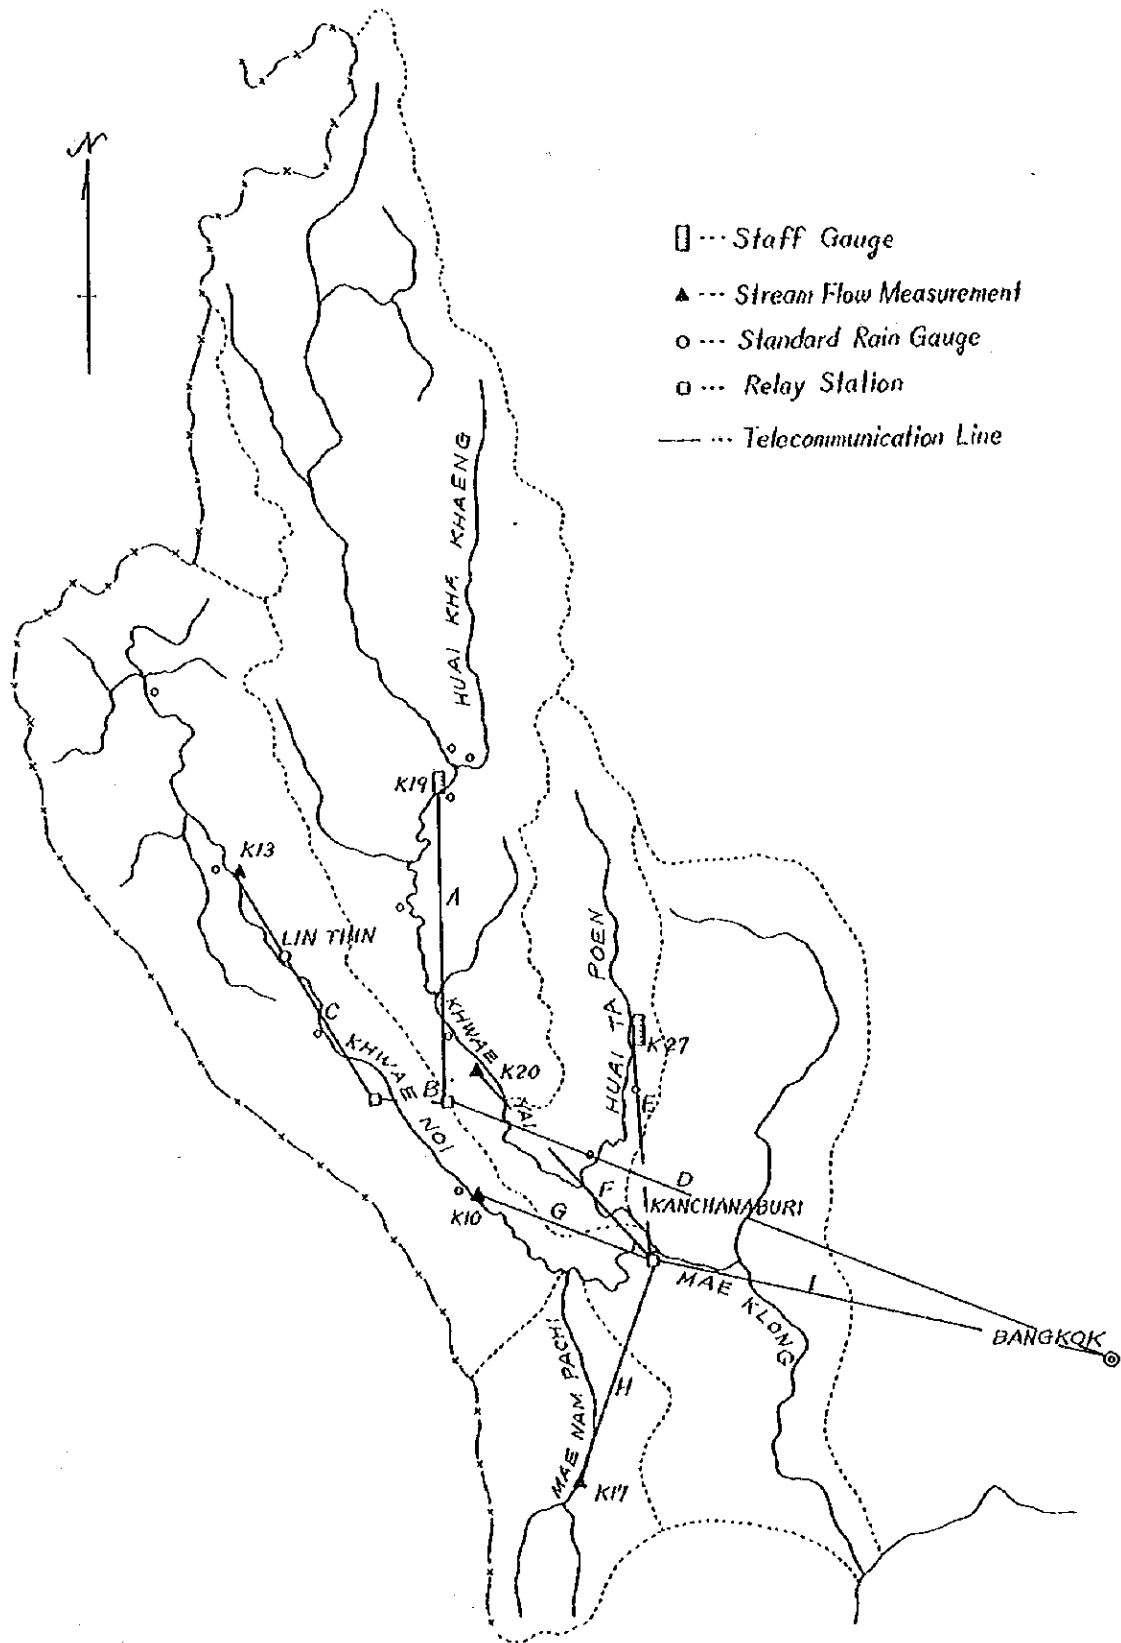 N
... Staff Gauge
--- Stream Flow Measurement
... Standard Rain Gauge
... Relay Station
... Telecommunication Line
HUAI KHA KHAENG
K19
K13
A
LIN THIN
HUAI TA POEN
C
KHWAE YAI
K27
KHWAE NOI
K20
B
E
D
F
KANCHANABURI
K10
G
MAE KLONG
I
BANGKOK
MAE NAM PACHI
H
K17